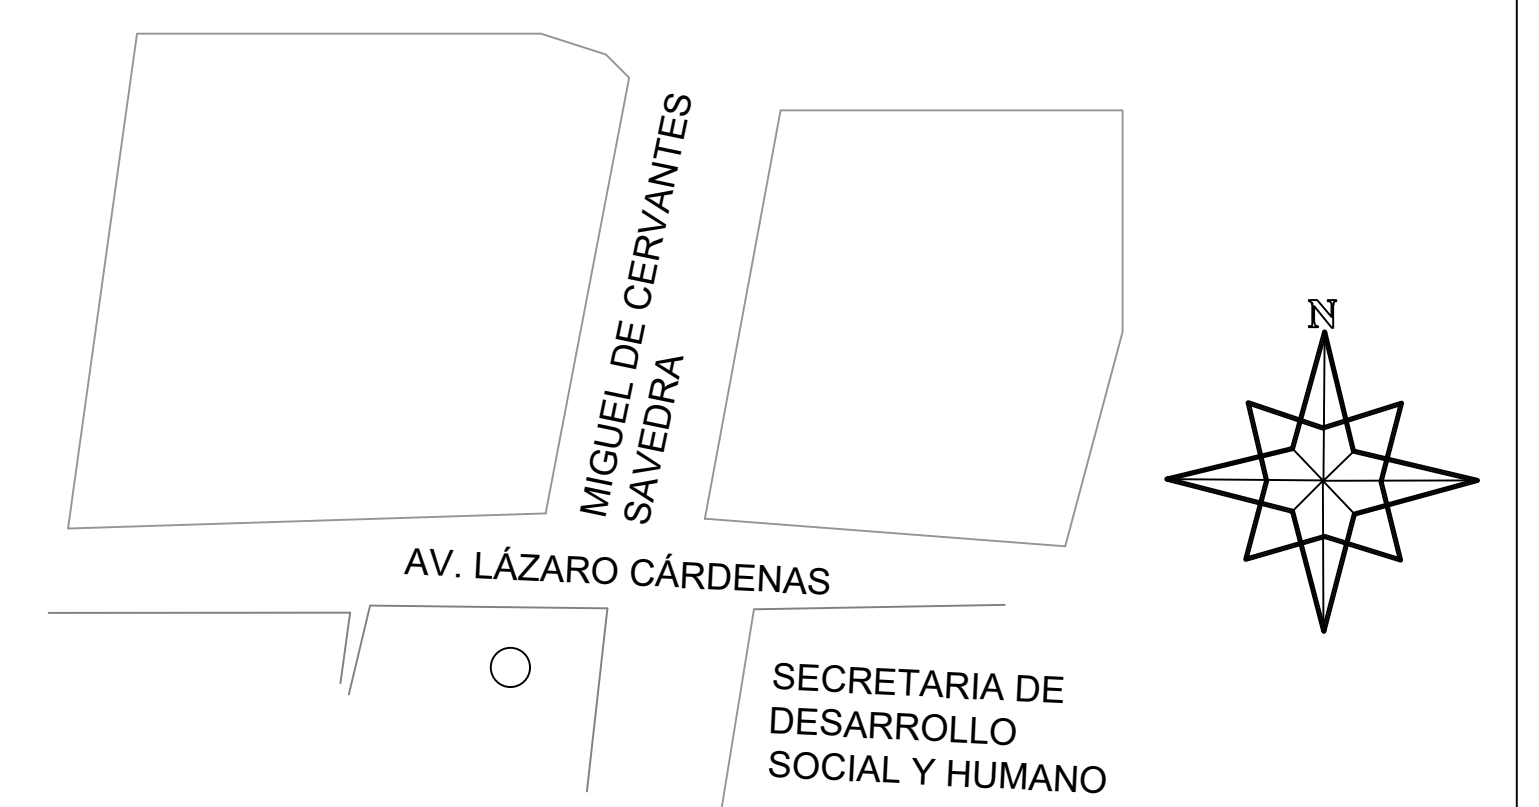 MIGUEL DE CERVANTES
SAVEDRA
N
AV. LÁZARO CÁRDENAS
SECRETARIA DE
DESARROLLO
SOCIAL Y HUMANO